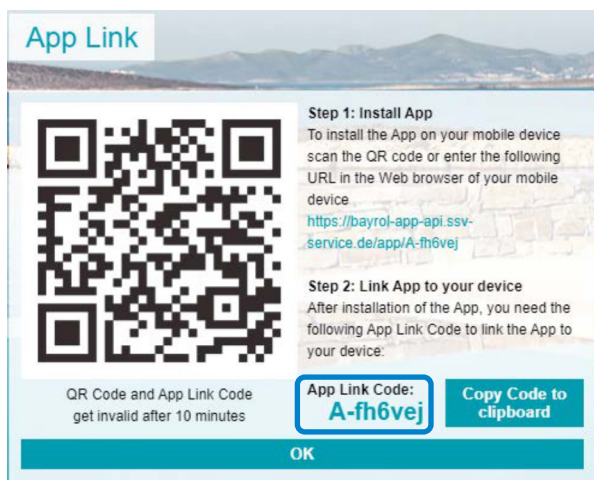 App Link
Step 1: Install App
To install the App on your mobile device
scan the QR code or enter the following
URL in the Web browser of your mobile
device
https://bayrol-app-api.ssv-
service.de/app/A-fh6vej
Step 2: Link App to your device
After installation of the App, you need the
following App Link Code to link the App to
your device:
QR Code and App Link Code
get invalid after 10 minutes
App Link Code:
A-fh6vej
Copy Code to
clipboard
OK